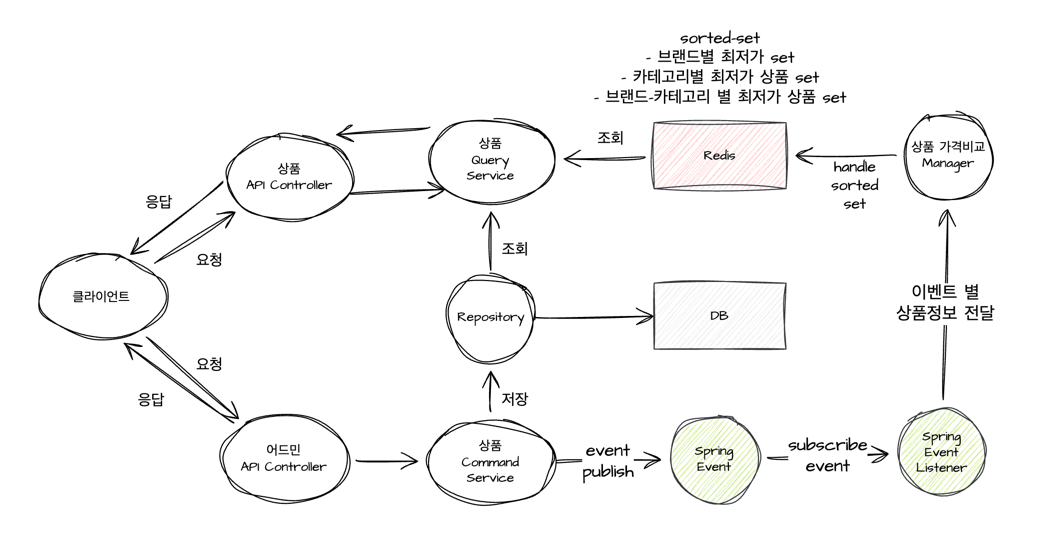 sorted-set
- 브랜드별 최저가 set
- 카테고리별 최저가 상품 set
- 브랜드-카테고리 별 최저가 상품 set
상품
API Controller
상품
Query
Service
조회
Redis
handle
sorted
set
상품 가격비교
Manager
응답
요청
조회
클라이언트
Repository
DB
이벤트 별
상품정보 전달
요청
응답
저장
어드민
API Controller
상품
Command
Service
event
publish
Spring
Event
subscribe
event
Spring
Event
Listener